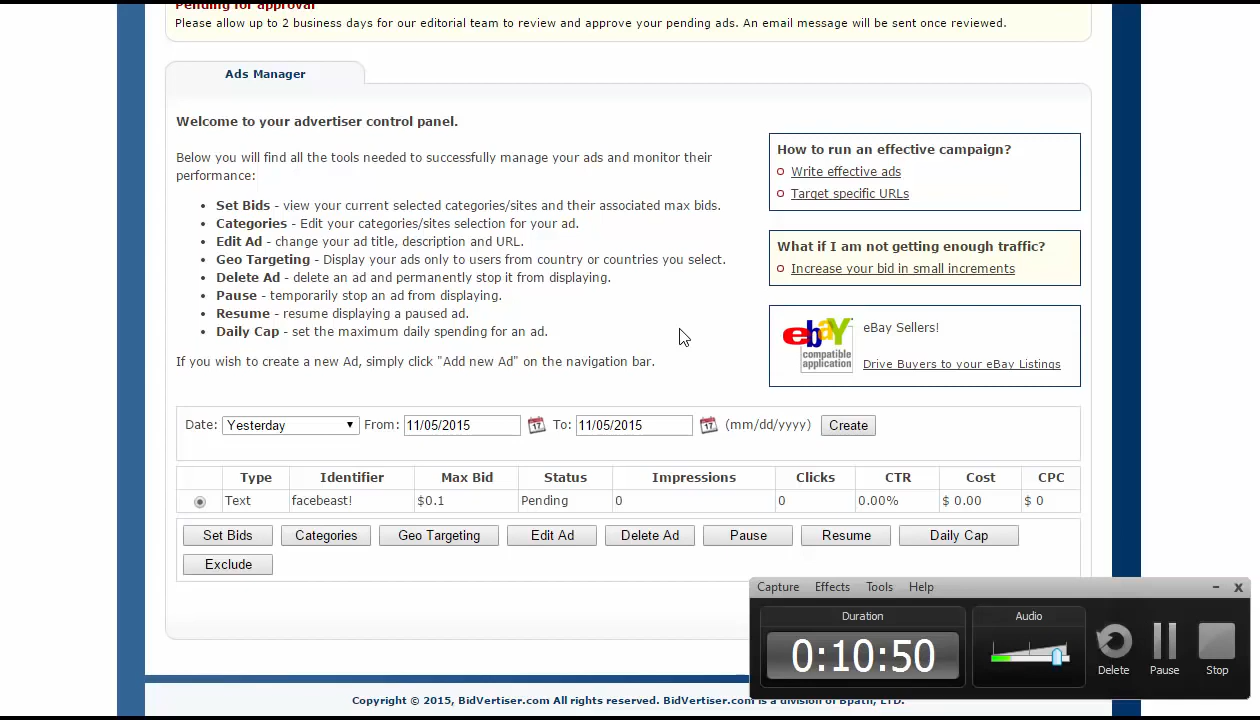 Pending for approval
Please allow up to 2 business days for our editorial team to review and approve your pending ads. An email message will be sent once reviewed.
Ads Manager
Welcome to your advertiser control panel.
Below you will find all the tools needed to successfully manage your ads and monitor their
performance:
• Set Bids - view your current selected categories/sites and their associated max bids.
• Categories - Edit your categories/sites selection for your ad.
• Edit Ad - change your ad title, description and URL.
• Geo Targeting - Display your ads only to users from country or countries you select.
• Delete Ad - delete an ad and permanently stop it from displaying.
• Pause - temporarily stop an ad from displaying.
• Resume - resume displaying a paused ad.
• Daily Cap - set the maximum daily spending for an ad.
If you wish to create a new Ad, simply click "Add new Ad" on the navigation bar.
How to run an effective campaign?
Write effective ads
Target specific URLs
What if I am not getting enough traffic?
Increase your bid in small increments
ebay
compatible
application
eBay Sellers!
Drive Buyers to your eBay Listings
Date: Yesterday From: 11/05/2015 17 To: 11/05/2015 17 (mm/dd/yyyy) Create
Type Identifier Max Bid Status Impressions Clicks CTR Cost CPC
Text facebeast! $0.1 Pending 0 0 0.00% $ 0.00 $ 0
Set Bids Categories Geo Targeting Edit Ad Delete Ad Pause Resume Daily Cap
Exclude
Capture Effects Tools Help – X
Duration Audio
0:10:50
Delete Pause Stop
Copyright © 2015, BidVertiser.com All rights reserved. BidVertiser.com is a division of Bpath, LTD.